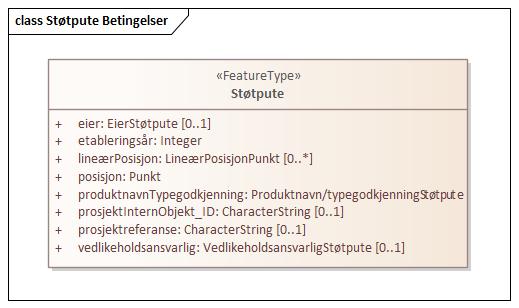 class Støtpute Betingelser
«FeatureType»
Støtpute
+ eier: EierStøtpute [0..1]
+ etableringsår: Integer
+ lineærPosisjon: LineærPosisjonPunkt [0..*]
+ posisjon: Punkt
+ produktnavnTypegodkjenning: Produktnavn/typegodkjenningStøtpute
+ prosjektInternObjekt_ID: CharacterString [0..1]
+ prosjektreferanse: CharacterString [0..1]
+ vedlikeholdsansvarlig: VedlikeholdsansvarligStøtpute [0..1]